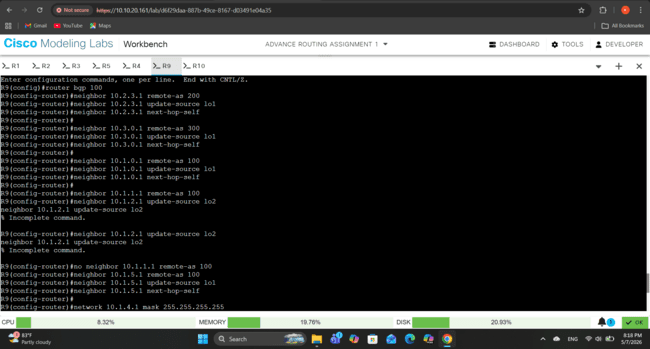 Not secure 10.10.20.161/lab/d6f29daa-887b-49ce-8167-d03491e04a35
Gmail YouTube Maps All Bookmarks
Cisco Modeling Labs Workbench ADVANCE ROUTING ASSIGNMENT 1 DASHBOARD TOOLS DEVELOPER
R1 R2 R3 R5 R4 R9 R10
Enter configuration commands, one per line. End with CNTL/Z.
R9(config)#router bgp 100
R9(config-router)#neighbor 10.2.3.1 remote-as 200
R9(config-router)#neighbor 10.2.3.1 update-source lo1
R9(config-router)#neighbor 10.2.3.1 next-hop-self
R9(config-router)#
R9(config-router)#neighbor 10.3.0.1 remote-as 300
R9(config-router)#neighbor 10.3.0.1 update-source lo1
R9(config-router)#neighbor 10.3.0.1 next-hop-self
R9(config-router)#
R9(config-router)#neighbor 10.1.0.1 remote-as 100
R9(config-router)#neighbor 10.1.0.1 update-source lo1
R9(config-router)#neighbor 10.1.0.1 next-hop-self
R9(config-router)#
R9(config-router)#neighbor 10.1.1.1 remote-as 100
R9(config-router)#neighbor 10.1.2.1 update-source lo2
neighbor 10.1.2.1 update-source lo2
% Incomplete command.
R9(config-router)#neighbor 10.1.2.1 update-source lo2
neighbor 10.1.2.1 update-source lo2
% Incomplete command.
R9(config-router)#no neighbor 10.1.1.1 remote-as 100
R9(config-router)#neighbor 10.1.5.1 remote-as 100
R9(config-router)#neighbor 10.1.5.1 update-source lo1
R9(config-router)#neighbor 10.1.5.1 next-hop-self
R9(config-router)#
R9(config-router)#network 10.1.4.1 mask 255.255.255.255
CPU 8.32% MEMORY 19.76% DISK 20.93% OK
83°F
Partly cloudy
Search
ENG
8:18 PM
5/7/2026